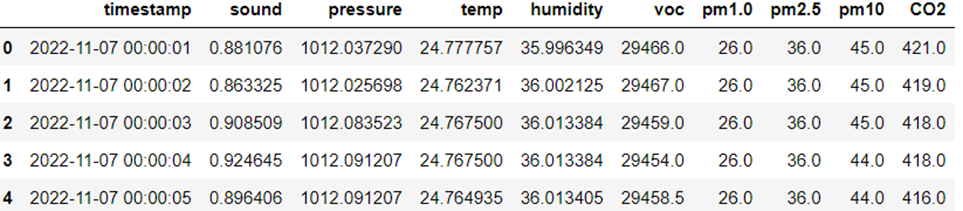 timestamp sound pressure temp humidity voc pm1.0 pm2.5 pm10 CO2
0 2022-11-07 00:00:01 0.881076 1012.037290 24.777757 35.996349 29466.0 26.0 36.0 45.0 421.0
1 2022-11-07 00:00:02 0.863325 1012.025698 24.762371 36.002125 29467.0 26.0 36.0 45.0 419.0
2 2022-11-07 00:00:03 0.908509 1012.083523 24.767500 36.013384 29459.0 26.0 36.0 45.0 418.0
3 2022-11-07 00:00:04 0.924645 1012.091207 24.767500 36.013384 29454.0 26.0 36.0 44.0 418.0
4 2022-11-07 00:00:05 0.896406 1012.091207 24.764935 36.013405 29458.5 26.0 36.0 44.0 416.0